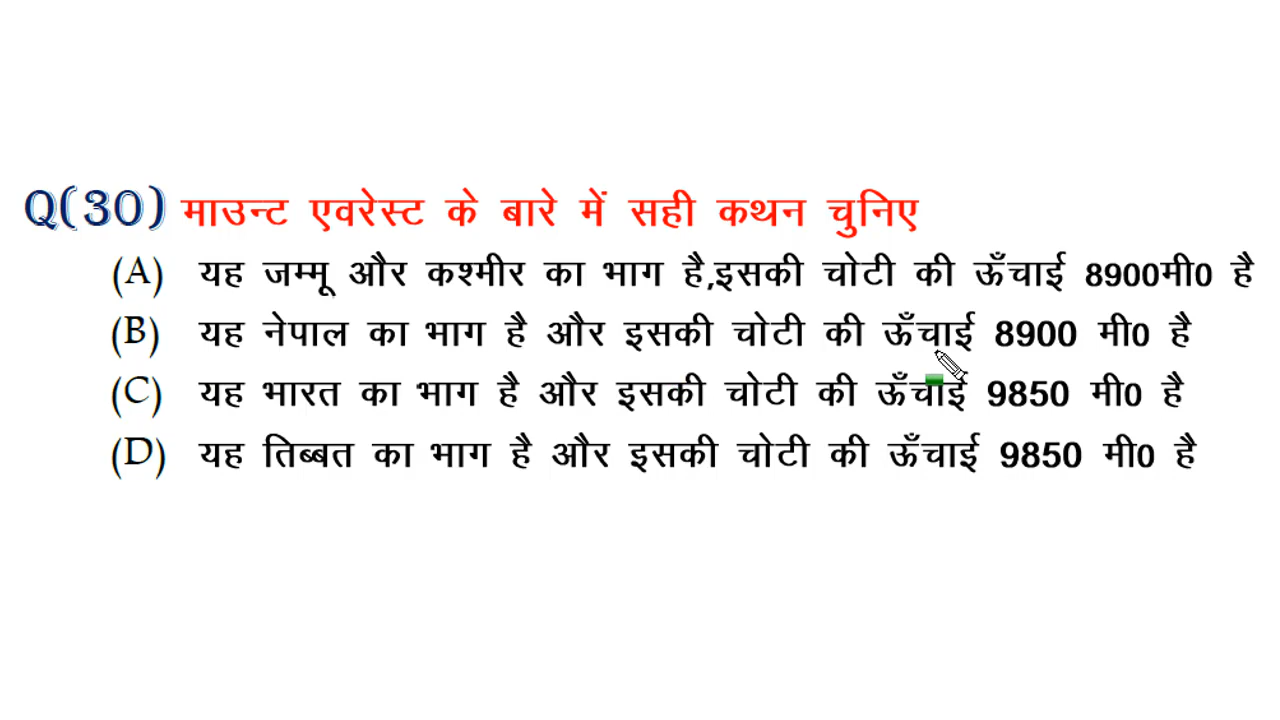 Q(30) माउन्ट एवरेस्ट के बारे में सही कथन चुनिए
(A) यह जम्मू और कश्मीर का भाग है,इसकी चोटी की ऊँचाई 8900मी0 है
(B) यह नेपाल का भाग है और इसकी चोटी की ऊँचाई 8900 मी0 है
(C) यह भारत का भाग है और इसकी चोटी की ऊँचाई 9850 मी0 है
(D) यह तिब्बत का भाग है और इसकी चोटी की ऊँचाई 9850 मी0 है